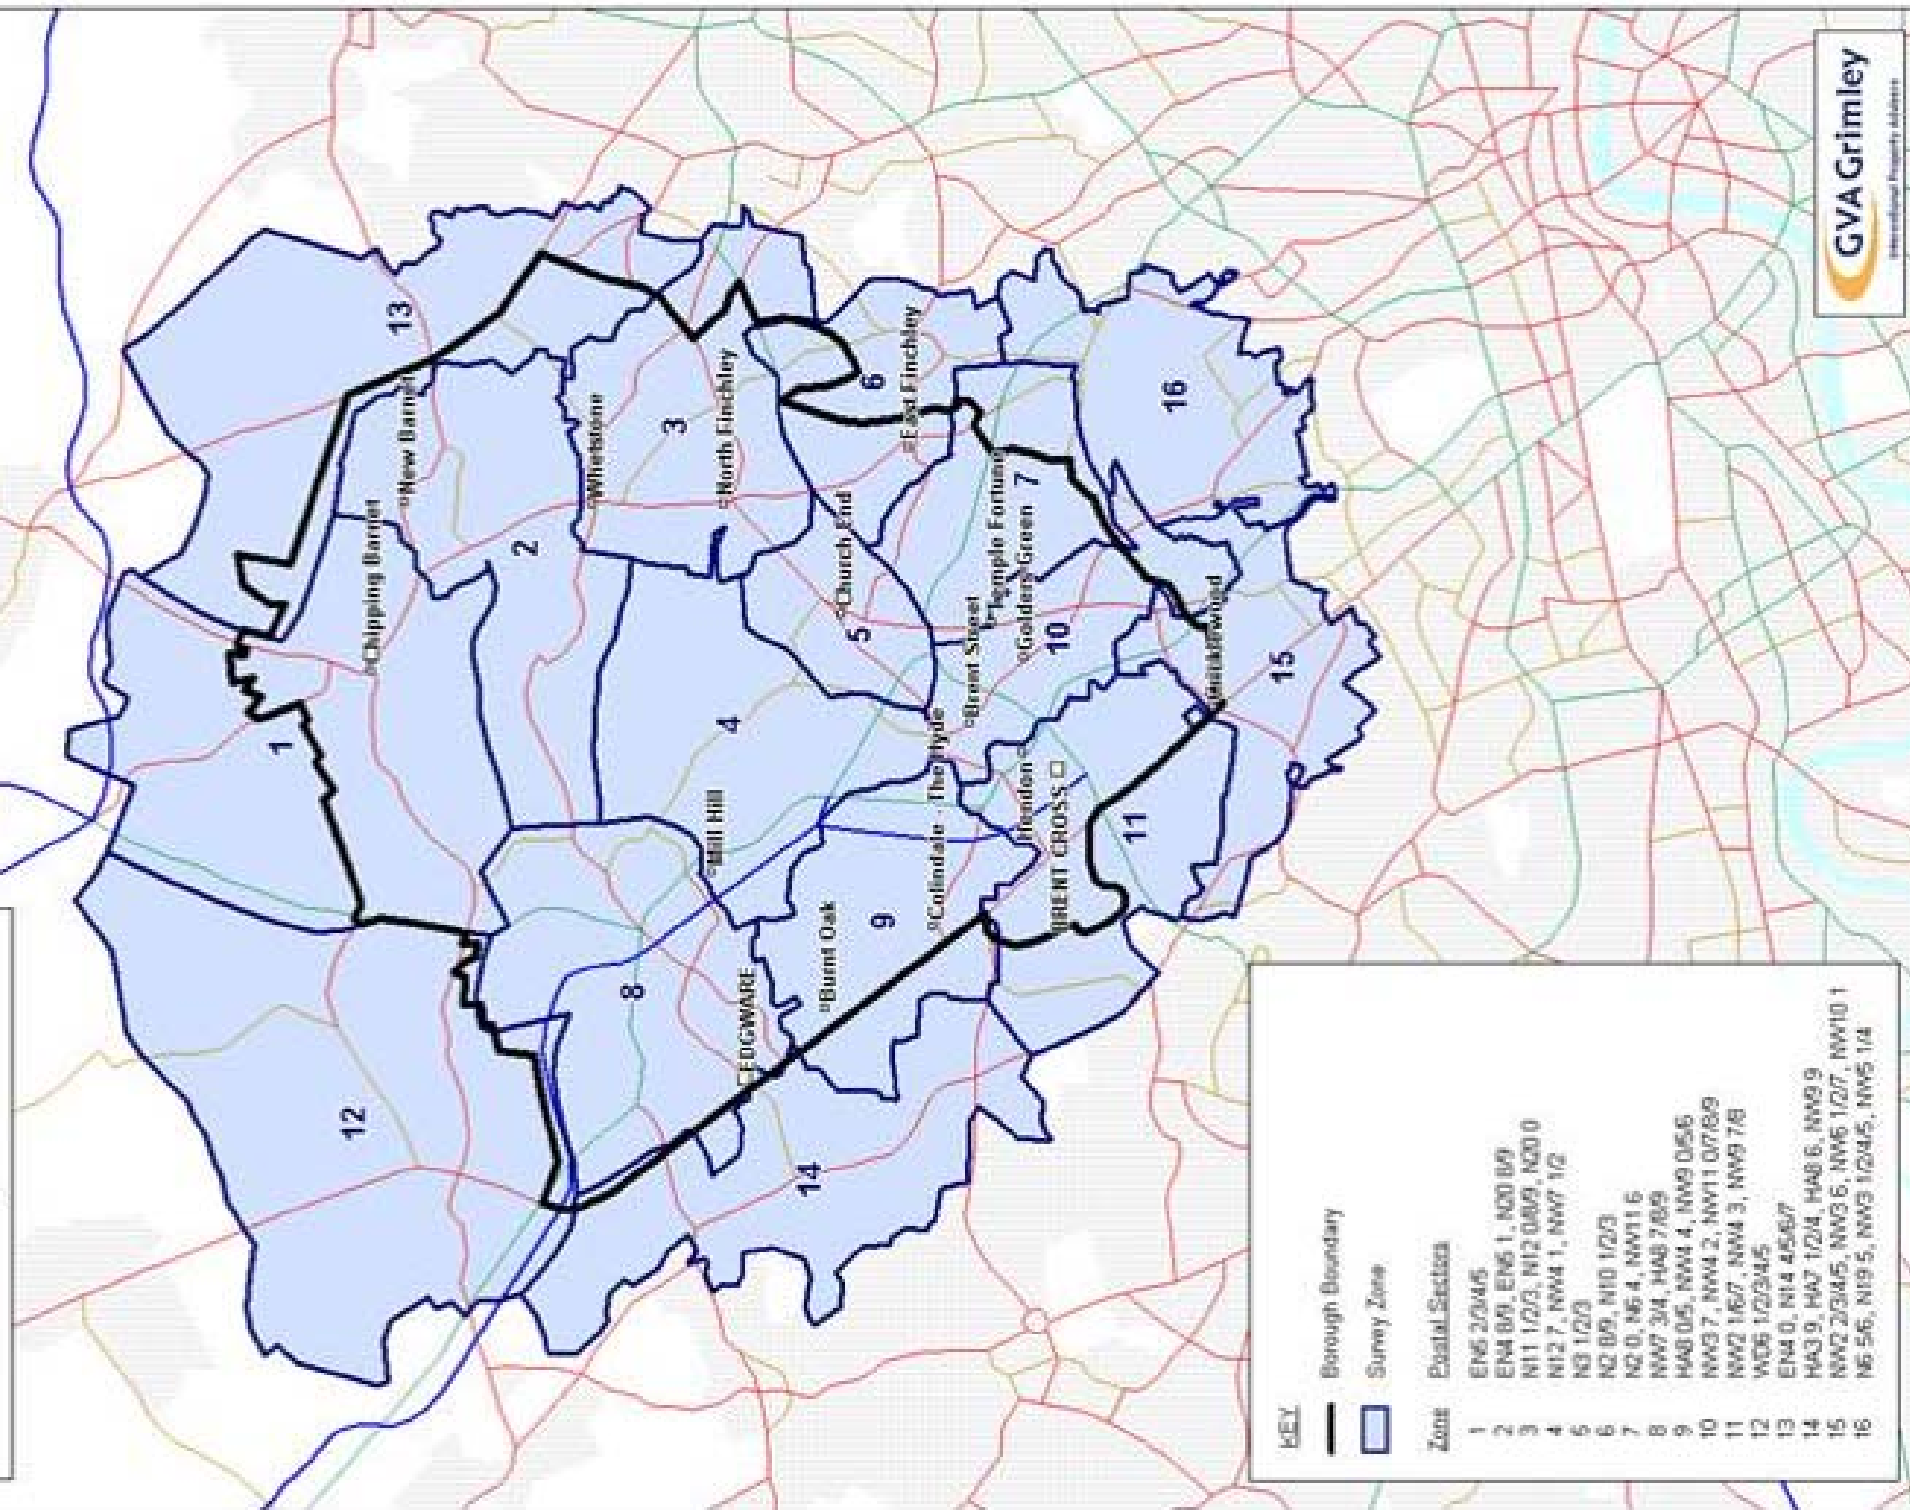 13
1
New Barnet
Chipping Barnet
2
Whetstone
3
North Finchley
12
4
Mill Hill
8
Church End
5
6
East Finchley
EDGWARE
Burnt Oak
9
Colindale - The Hyde
Temple Fortune
7
Golders Green
Brent Street
10
Hendon
BRENT CROSS
16
14
11
Cricklewood
15
KEY
Borough Boundary
Survey Zone
Zone Postal Sectors
1 EN5 2/3/4/5
2 EN4 8/9, EN5 1, N20 8/9
3 N11 1/2/3, N12 0/8/9, N20 0
4 N12 7, NW4 1, NW7 1/2
5 N3 1/2/3
6 N2 8/9, N10 1/2/3
7 N2 0, N6 4, NW11 6
8 NW7 3/4, HA8 7/8/9
9 HA8 0/5, NW4 4, NW9 0/5/6
10 NW3 7, NW4 2, NW11 0/7/8/9
11 NW2 1/6/7, NW4 3, NW9 7/8
12 WD6 1/2/3/4/5
13 EN4 0, N14 4/5/6/7
14 HA3 9, HA7 1/2/4, HA8 6, NW9 9
15 NW2 2/3/4/5, NW3 6, NW6 1/2/7, NW10 1
16 N6 5/6, N19 5, NW3 1/2/4/5, NW5 1/4
GVA Grimley
International Property Advisers